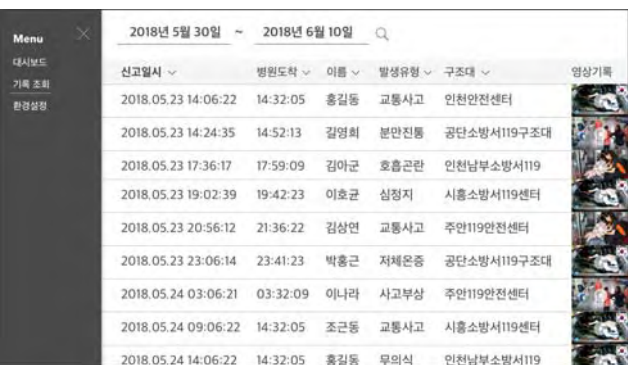 Menu
대시보드
기록 조회
환경설정
2018년 5월 30일 ~ 2018년 6월 10일
신고일시 병원도착 이름 발생유형 구조대 영상기록
2018.05.23 14:06:22 14:32:05 홍길동 교통사고 인천안전센터
2018.05.23 14:24:35 14:52:13 길영희 분만진통 공단소방서119구조대
2018.05.23 17:36:17 17:59:09 김아군 호흡곤란 인천남부소방서119
2018.05.23 19:02:39 19:42:23 이호균 심정지 시흥소방서119센터
2018.05.23 20:56:12 21:36:22 김상연 교통사고 주안119안전센터
2018.05.23 23:06:14 23:41:23 박홍근 저체온증 공단소방서119구조대
2018.05.24 03:06:21 03:32:09 이나라 사고부상 주안119안전센터
2018.05.24 09:06:22 14:32:05 조근동 교통사고 시흥소방서119센터
2018.05.24 14:06:22 14:32:05 홍길동 무의식 인천남부소방서119